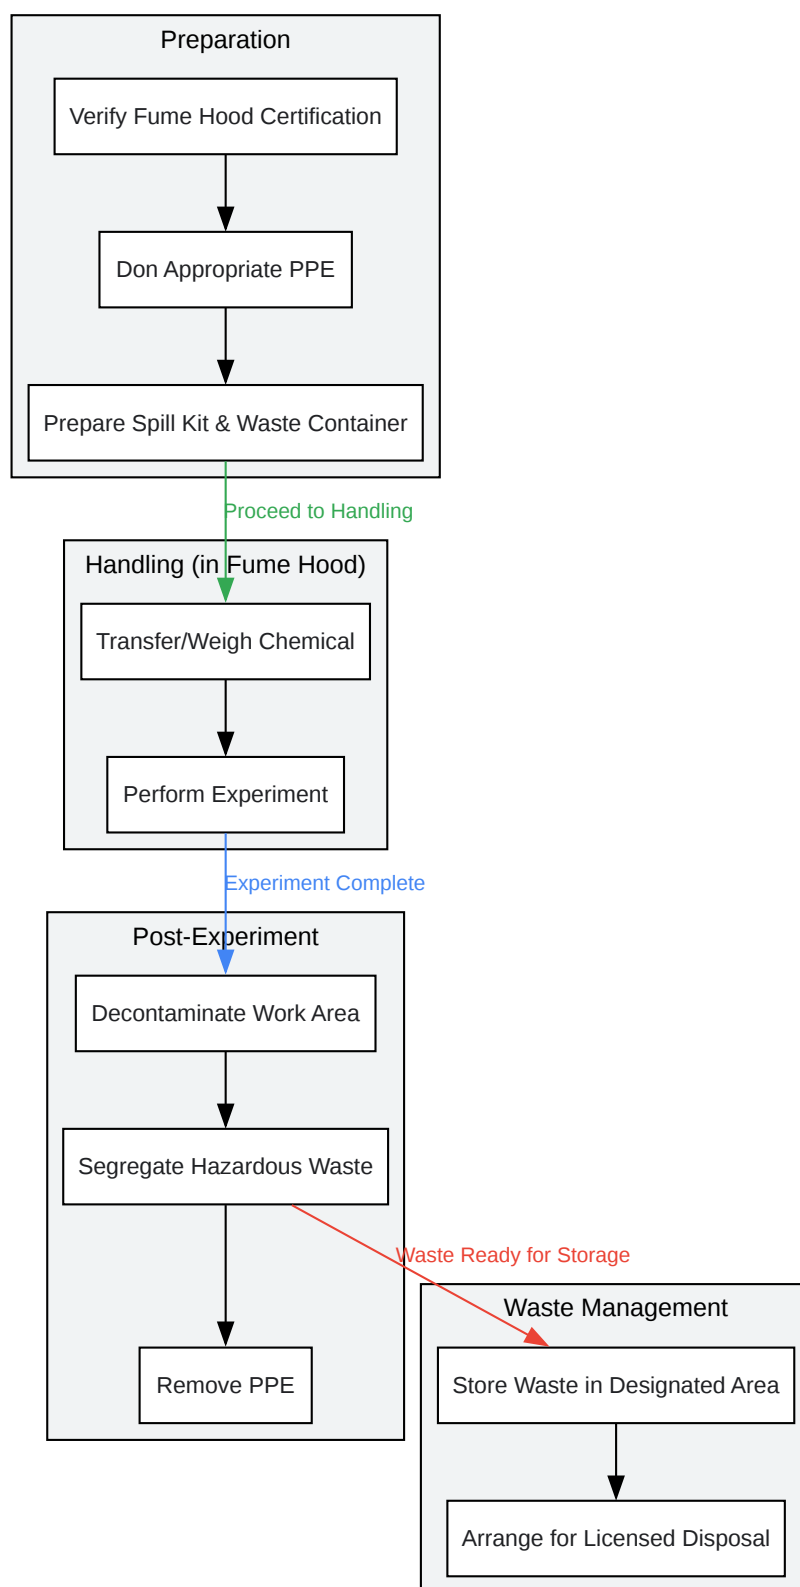 Preparation
Verify Fume Hood Certification
Don Appropriate PPE
Prepare Spill Kit & Waste Container
Proceed to Handling
Handling (in Fume Hood)
Transfer/Weigh Chemical
Perform Experiment
Experiment Complete
Post-Experiment
Decontaminate Work Area
Segregate Hazardous Waste
Waste Ready for Storage
Waste Management
Remove PPE
Store Waste in Designated Area
Arrange for Licensed Disposal